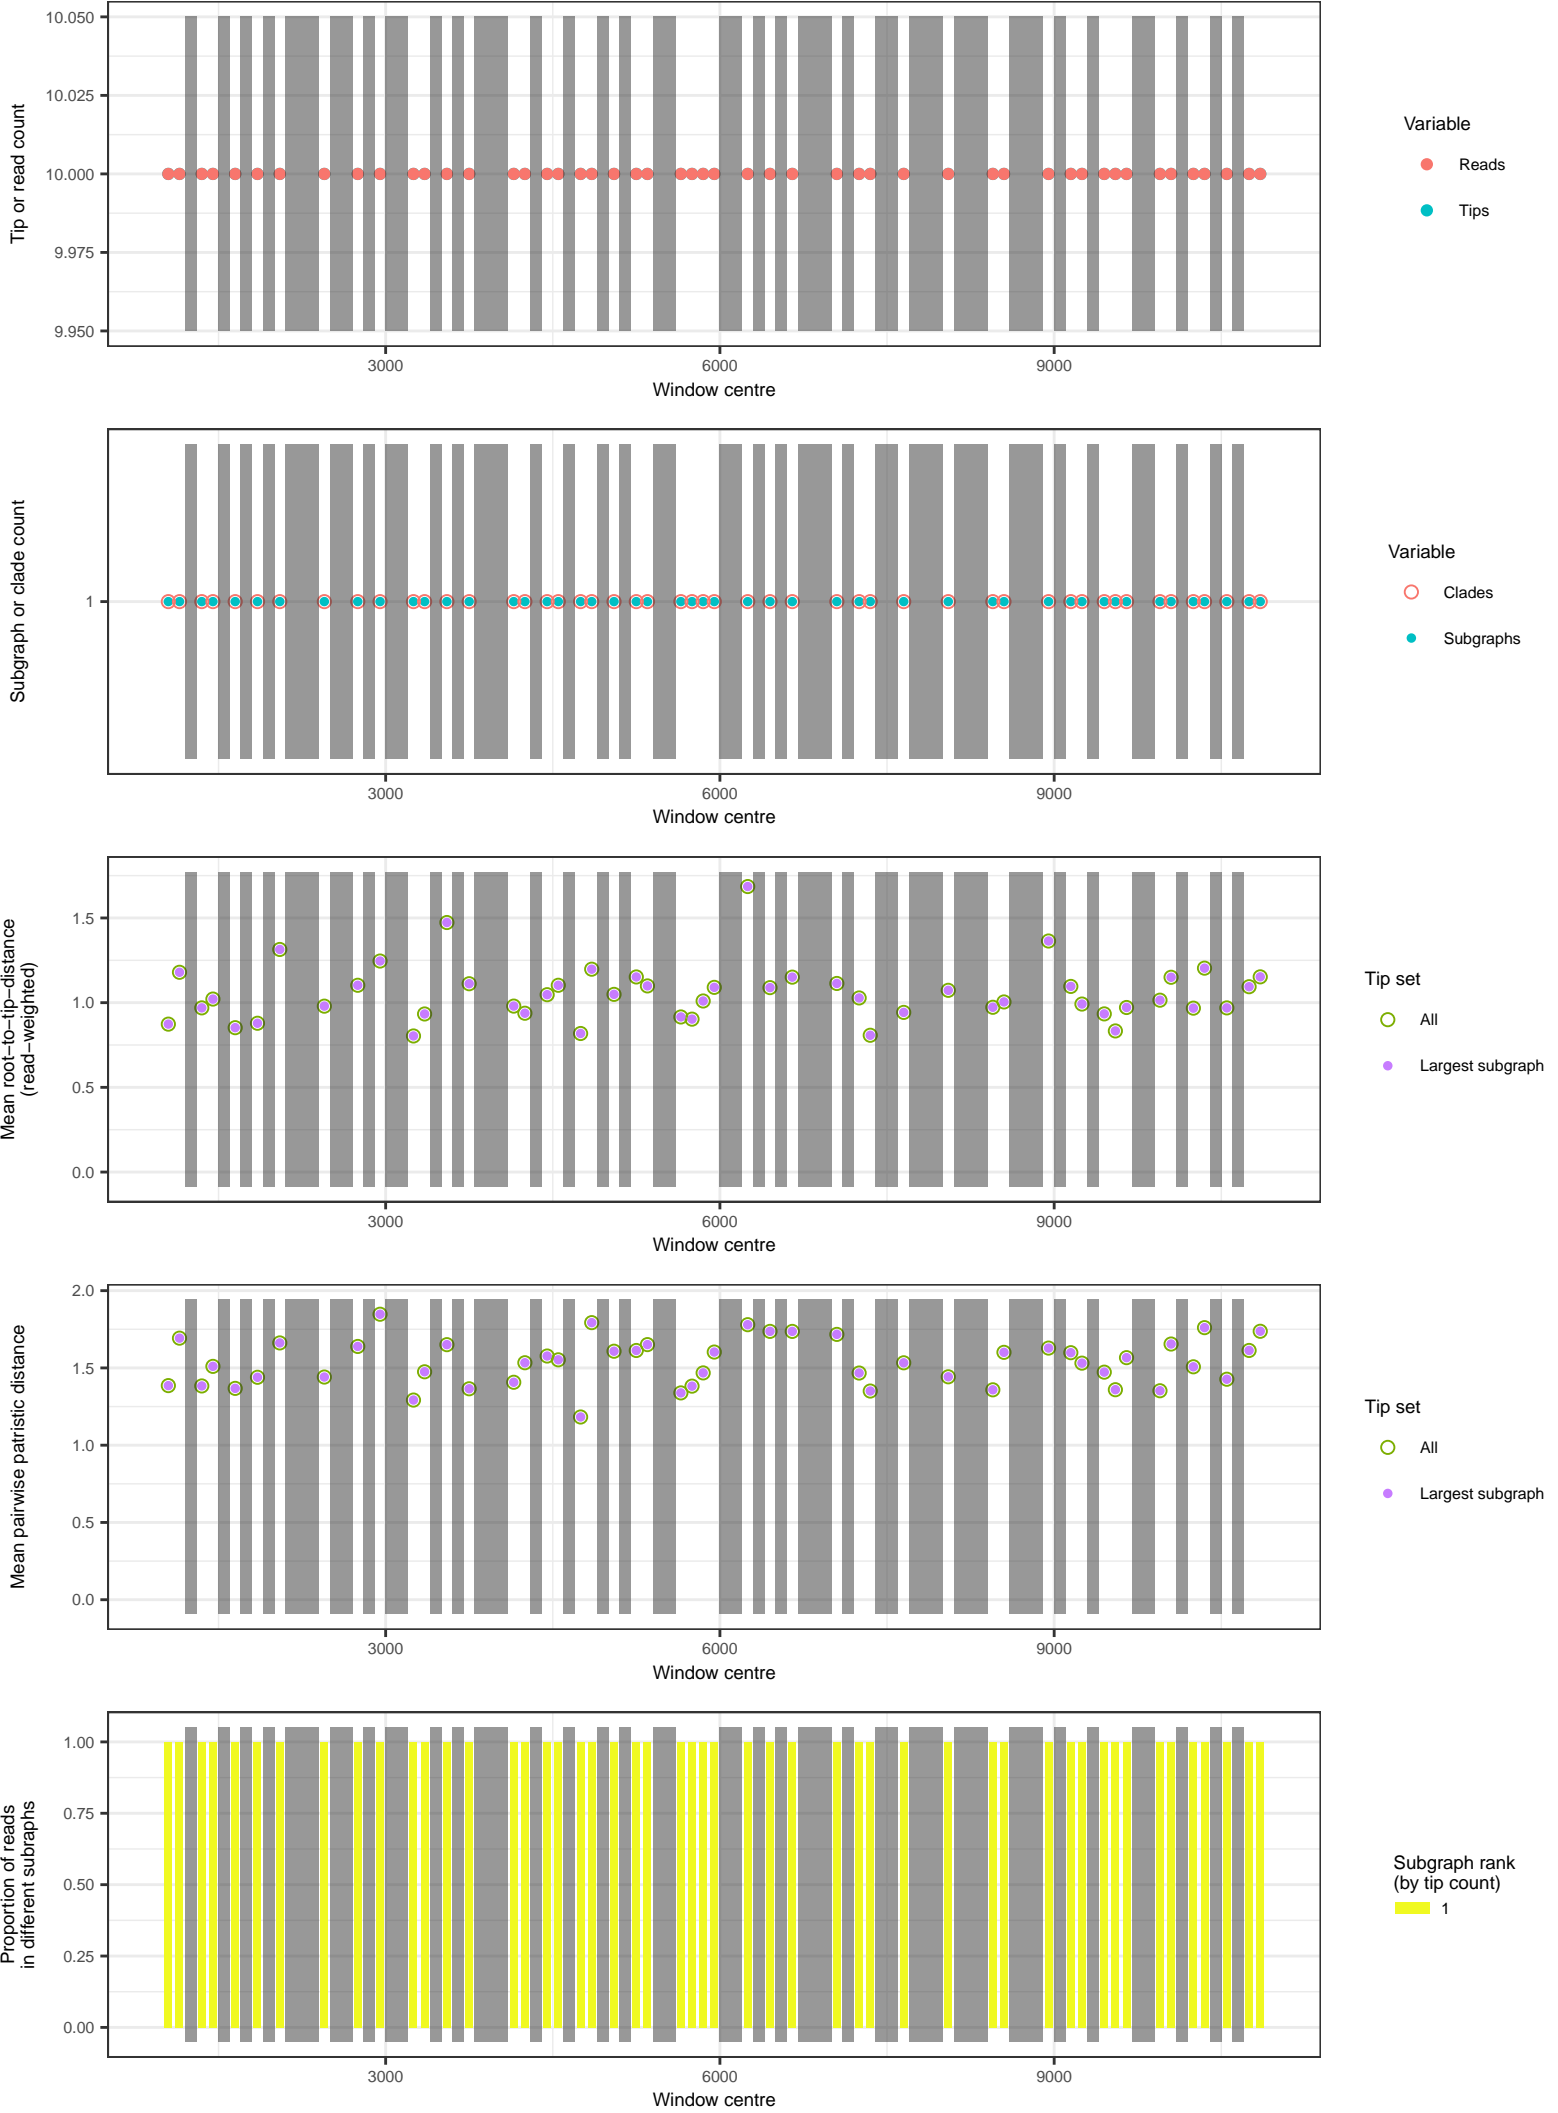 10.050
10.025
10.000
9.975
9.950
Tip or read count
3000
6000
9000
Window centre
Variable
Reads
Tips
1
Subgraph or clade count
3000
6000
9000
Window centre
Variable
Clades
Subgraphs
1.5
1.0
0.5
0.0
Mean root−to−tip−distance
(read−weighted)
3000
6000
9000
Window centre
Tip set
All
Largest subgraph
2.0
1.5
1.0
0.5
0.0
Mean pairwise patristic distance
3000
6000
9000
Window centre
Tip set
All
Largest subgraph
1.00
0.75
0.50
0.25
0.00
Proportion of reads
in different subraphs
3000
6000
9000
Window centre
Subgraph rank
(by tip count)
1